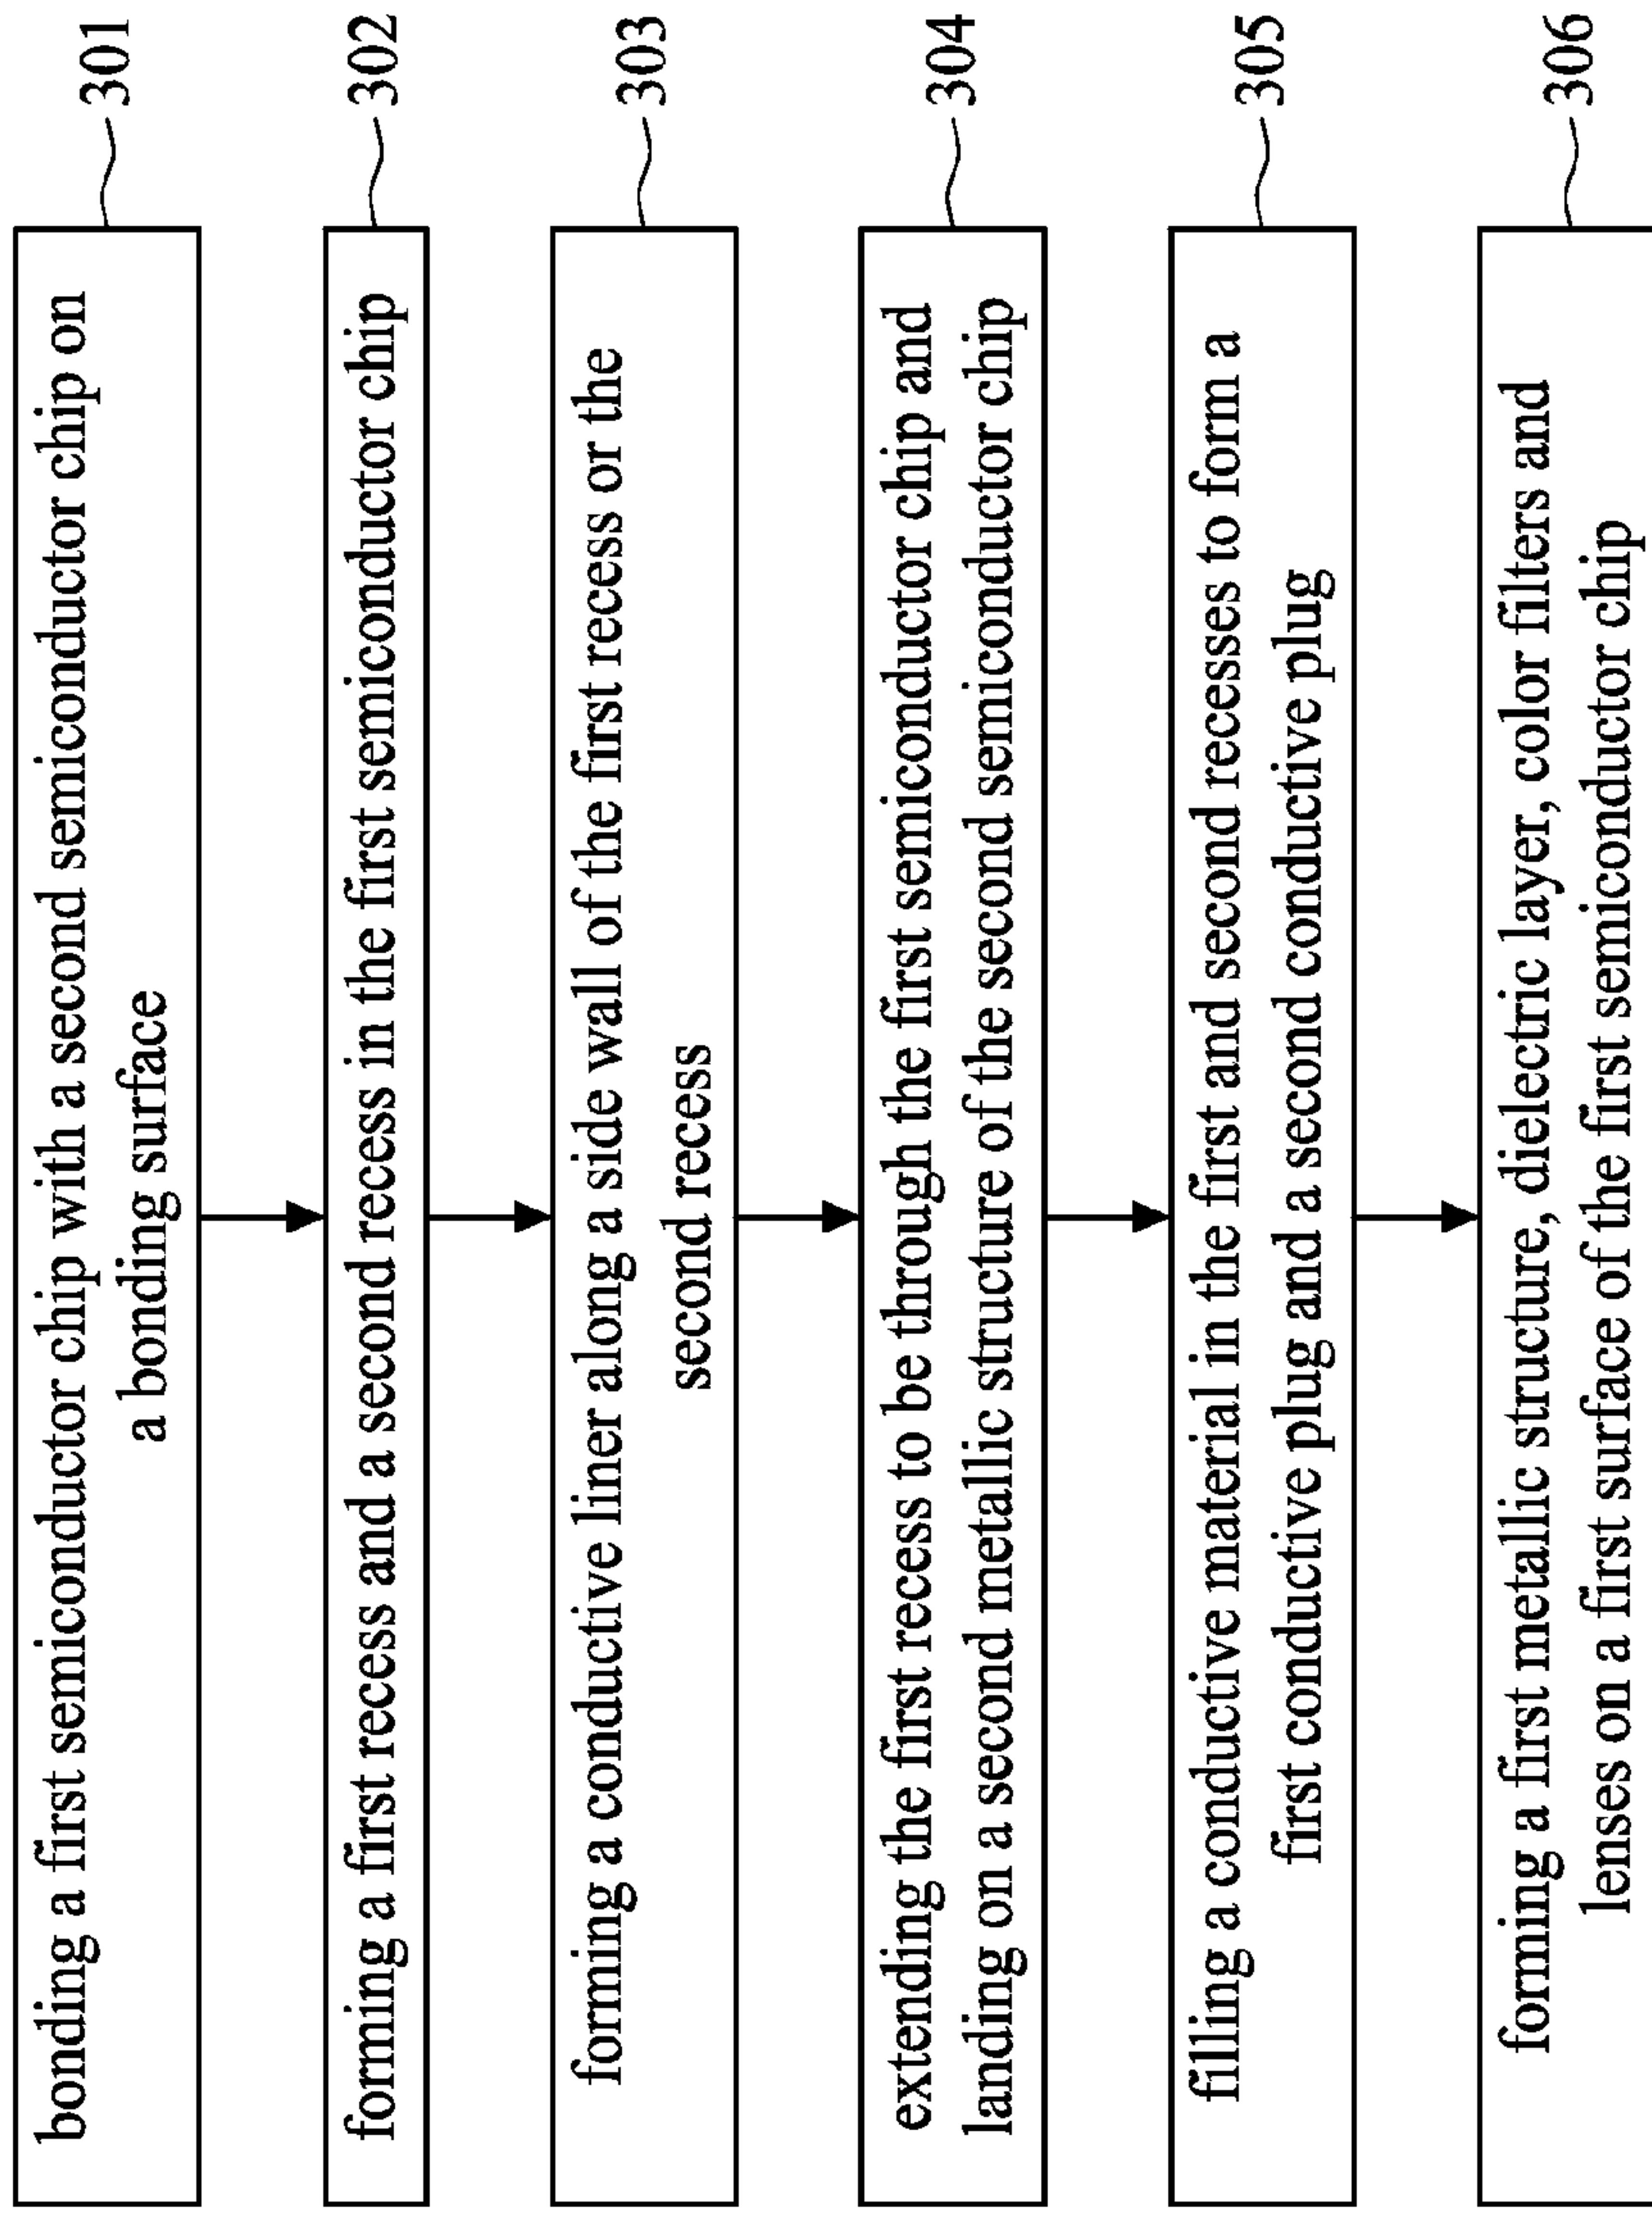 bonding a first semiconductor chip with a second semiconductor chip on
a bonding surface
301
forming a first recess and a second recess in the first semiconductor chip
302
forming a conductive liner along a side wall of the first recess or the
second recess
303
extending the first recess to be through the first semiconductor chip and
landing on a second metallic structure of the second semiconductor chip
304
filling a conductive material in the first and second recesses to form a
first conductive plug and a second conductive plug
305
forming a first metallic structure, dielectric layer, color filters and
lenses on a first surface of the first semiconductor chip
306